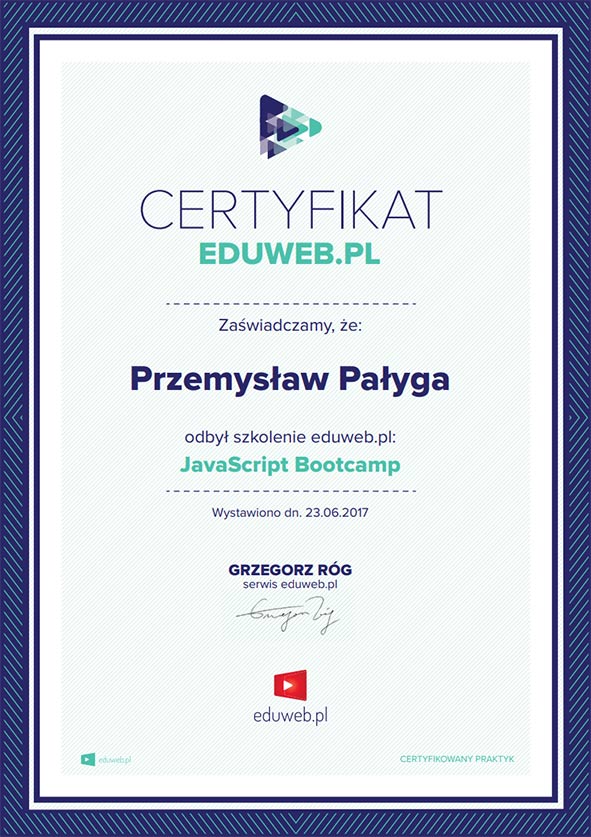 CERTYFIKAT
EDUWEB.PL
Zaświadczamy, że:
Przemysław Pałyga
odbył szkolenie eduweb.pl:
JavaScript Bootcamp
Wystawiono dn. 23.06.2017
GRZEGORZ RÓG
serwis eduweb.pl
Grzegorz Róg
eduweb.pl
eduweb.pl
CERTYFIKOWANY PRAKTYK